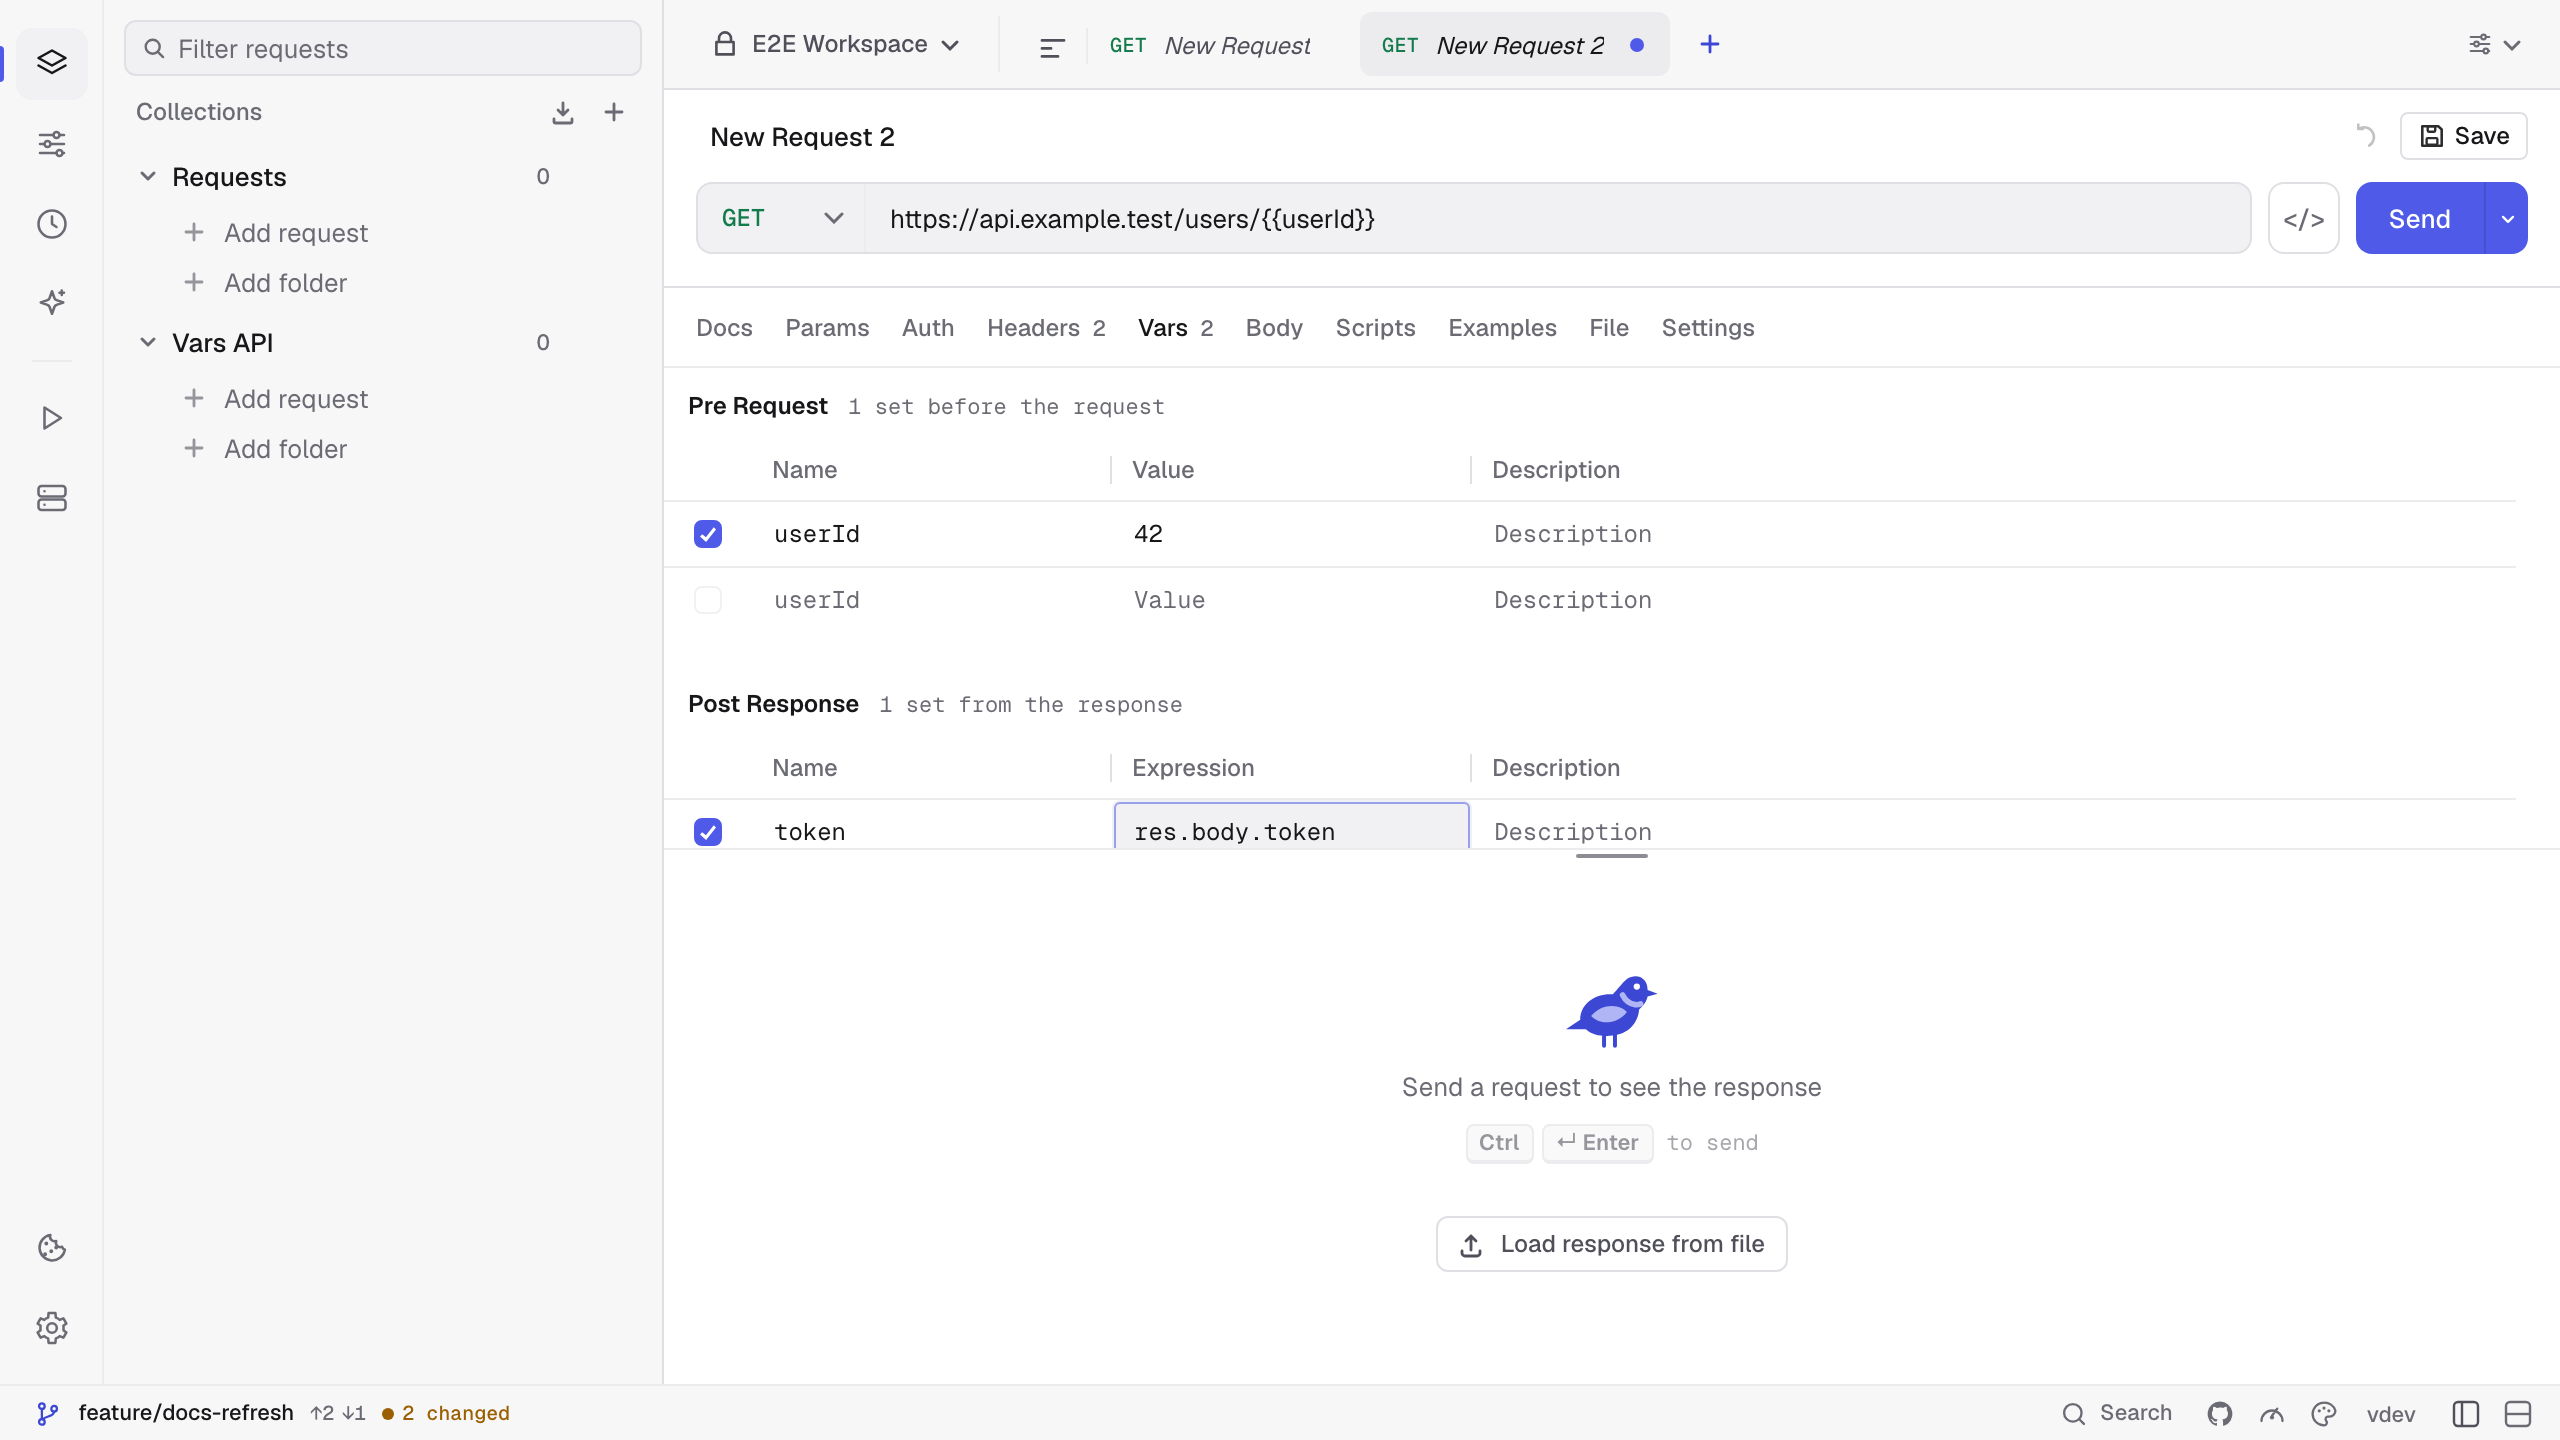 Filter requests
Collections
Requests 0
Add request
Add folder
Vars API 0
Add request
Add folder
E2E Workspace
GET New Request
GET New Request 2
New Request 2
Save
GET https://api.example.test/users/{{userId}}
</>
Send
Docs Params Auth Headers 2 Vars 2 Body Scripts Examples File Settings
Pre Request 1 set before the request
Name Value Description
userId 42 Description
userId Value Description
Post Response 1 set from the response
Name Expression Description
token res.body.token Description
Send a request to see the response
Ctrl ↵ Enter to send
Load response from file
feature/docs-refresh ↑2 ↓1 2 changed
Search vdev